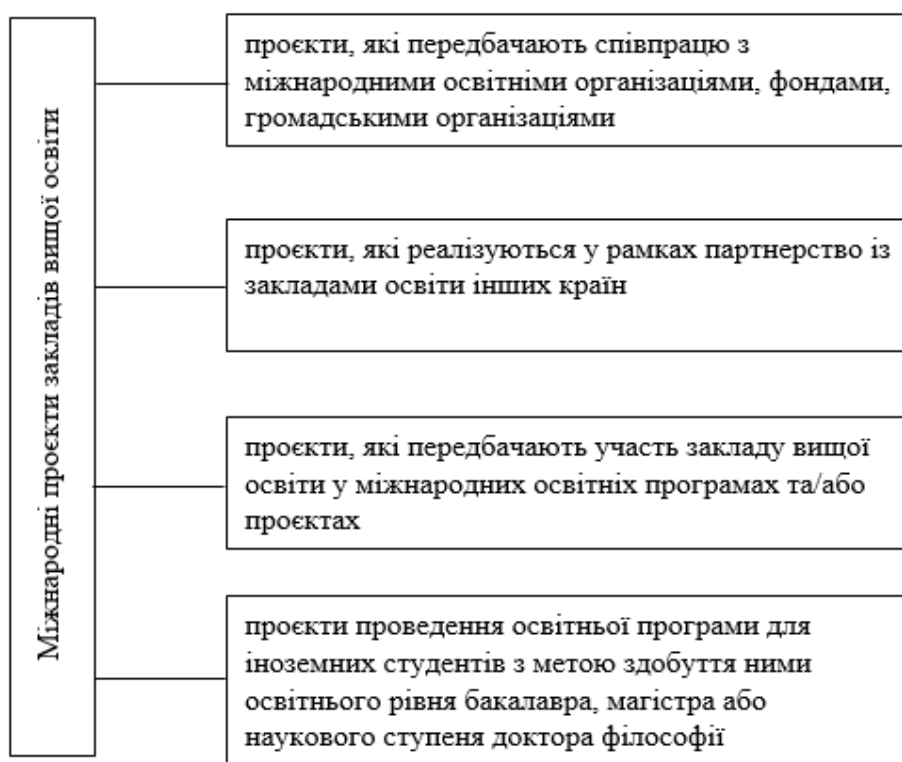 Міжнародні проєкти закладів вищої освіти
проєкти, які передбачають співпрацю з
міжнародними освітніми організаціями, фондами,
громадськими організаціями
проєкти, які реалізуються у рамках партнерство із
закладами освіти інших країн
проєкти, які передбачають участь закладу вищої
освіти у міжнародних освітніх програмах та/або
проєктах
проєкти проведення освітньої програми для
іноземних студентів з метою здобуття ними
освітнього рівня бакалавра, магістра або
наукового ступеня доктора філософії